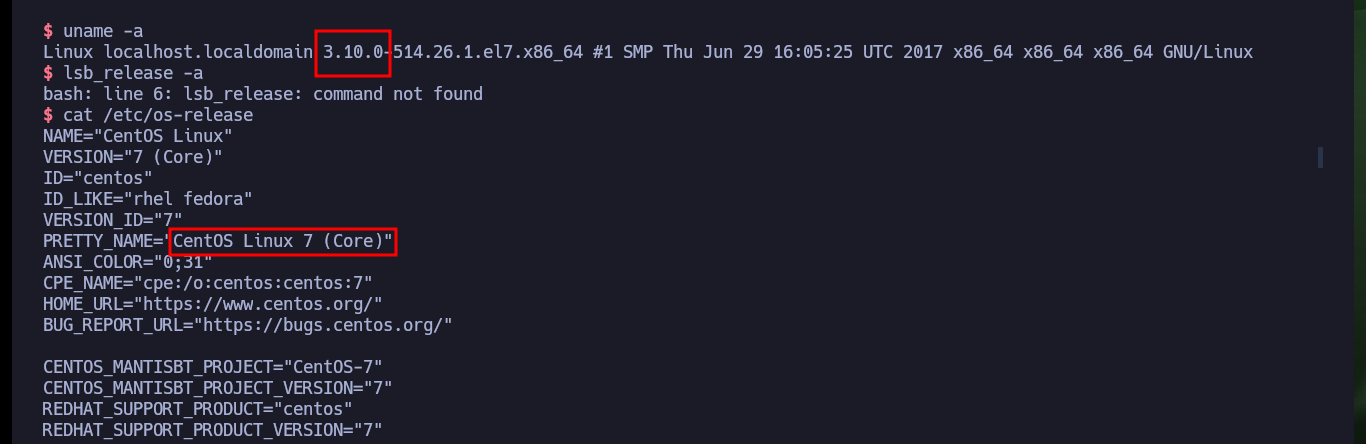 $ uname -a
Linux localhost.localdomain 3.10.0-514.26.1.el7.x86_64 #1 SMP Thu Jun 29 16:05:25 UTC 2017 x86_64 x86_64 x86_64 GNU/Linux
$ lsb_release -a
bash: line 6: lsb_release: command not found
$ cat /etc/os-release
NAME="CentOS Linux"
VERSION="7 (Core)"
ID="centos"
ID_LIKE="rhel fedora"
VERSION_ID="7"
PRETTY_NAME="CentOS Linux 7 (Core)"
ANSI_COLOR="0;31"
CPE_NAME="cpe:/o:centos:centos:7"
HOME_URL="https://www.centos.org/"
BUG_REPORT_URL="https://bugs.centos.org/"
CENTOS_MANTISBT_PROJECT="CentOS-7"
CENTOS_MANTISBT_PROJECT_VERSION="7"
REDHAT_SUPPORT_PRODUCT="centos"
REDHAT_SUPPORT_PRODUCT_VERSION="7"